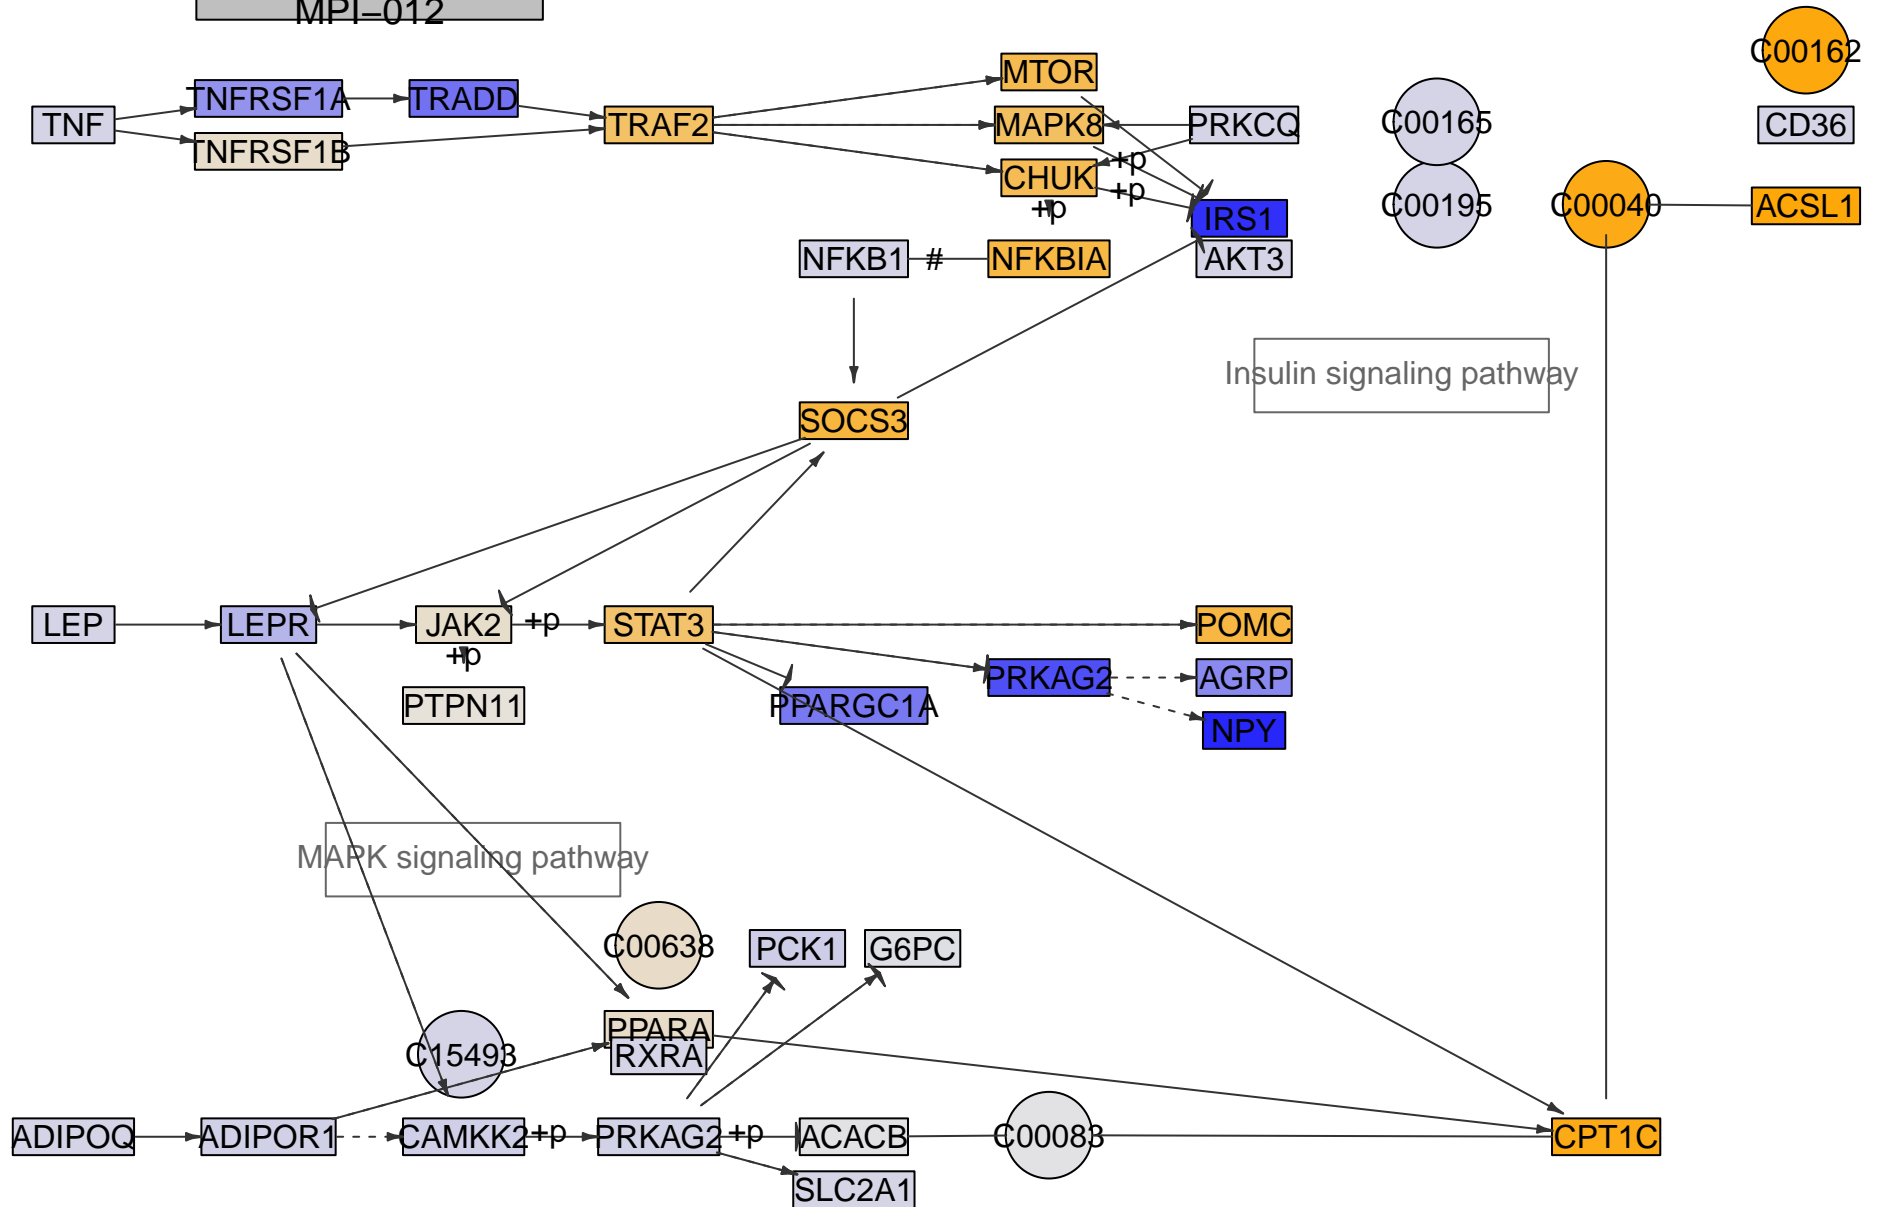 MPI−012
C00162
MTOR
TNFRSF1A
TRADD
TNF
TRAF2
MAPK8
PRKCQ
C00165
CD36
TNFRSF1B
+p
CHUK
+p
+p
IRS1
C00195
C00040
ACSL1
NFKB1
#
NFKBIA
AKT3
Insulin signaling pathway
SOCS3
LEP
LEPR
JAK2
+p
STAT3
POMC
+p
PRKAG2
AGRP
PTPN11
PPARGC1A
NPY
MAPK signaling pathway
C00638
PCK1
G6PC
PPARA
RXRA
C15493
ADIPOQ
ADIPOR1
CAMKK2
+p
PRKAG2
+p
ACACB
C00083
CPT1C
SLC2A1